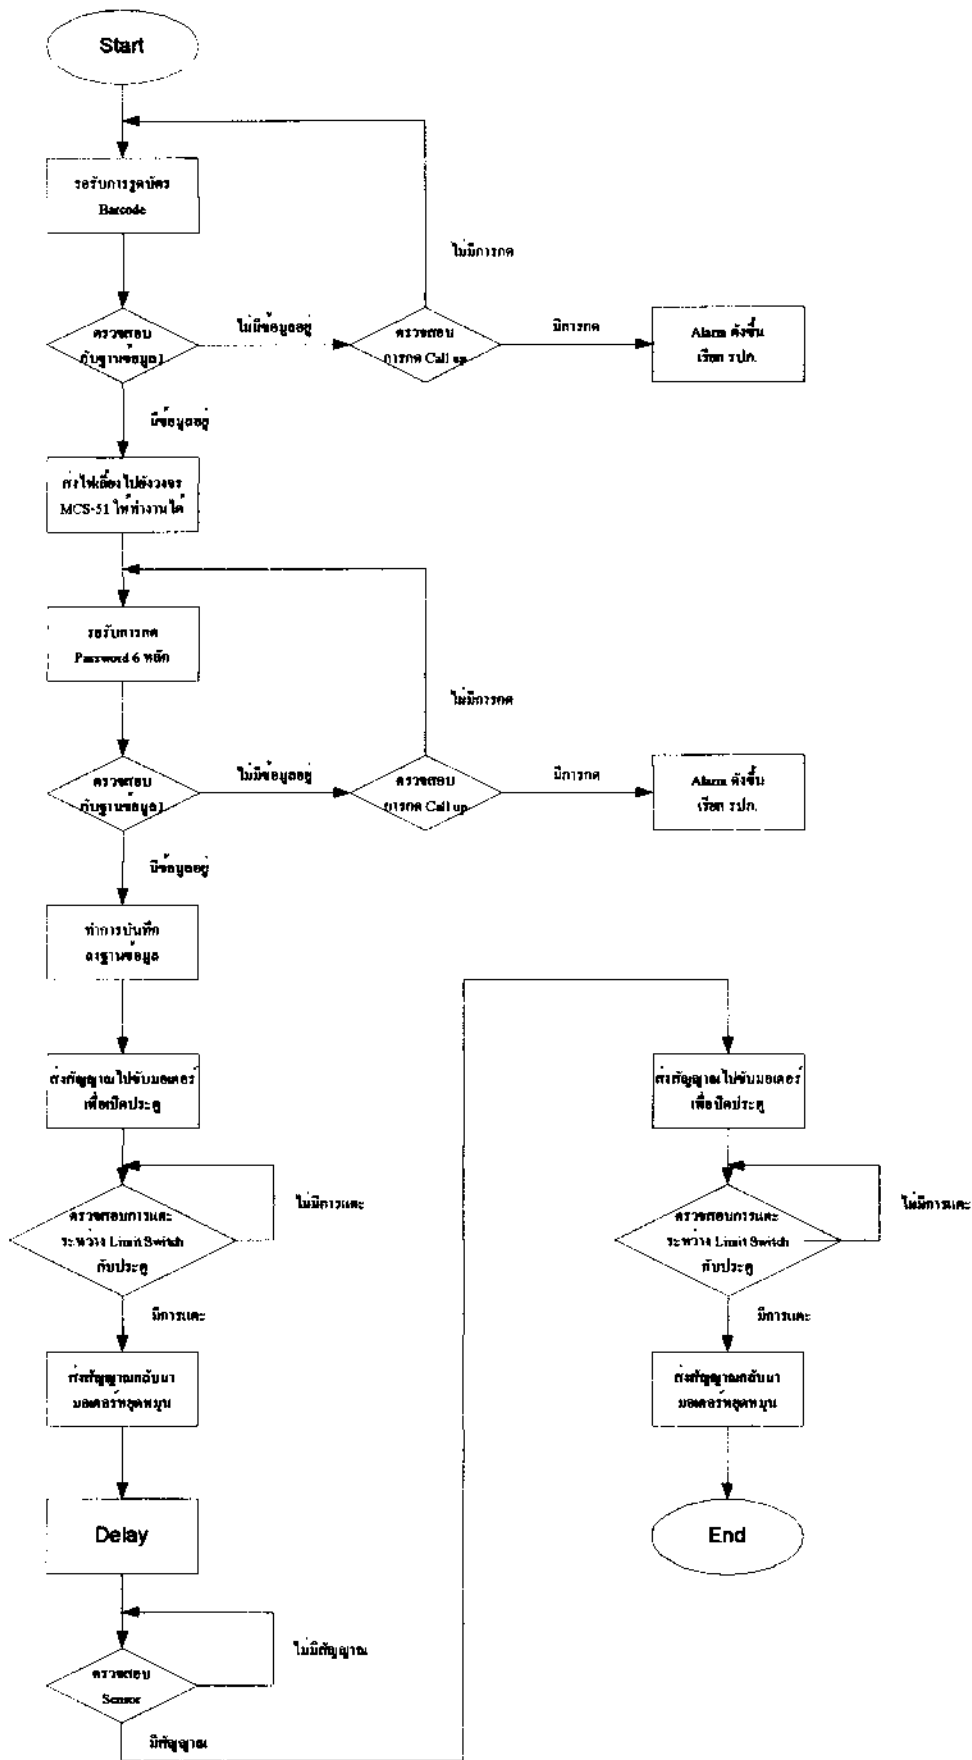 Start
รอรับการรูดบัตร
Barcode
ไม่มีการกด
ตรวจสอบ
กับฐานข้อมูล1
ไม่มีข้อมูลอยู่
ตรวจสอบ
การกด Call up
มีการกด
Alarm ดังขึ้น
เรียก รปภ.
มีข้อมูลอยู่
ส่งไฟเลี้ยงไปยังวงจร
MCS-51 ให้ทำงานได้
รอรับการกด
Password 6 หลัก
ไม่มีการกด
ตรวจสอบ
กับฐานข้อมูล1
ไม่มีข้อมูลอยู่
ตรวจสอบ
การกด Call up
มีการกด
Alarm ดังขึ้น
เรียก รปภ.
มีข้อมูลอยู่
ทำการบันทึก
ลงฐานข้อมูล
ส่งสัญญาณไปขับมอเตอร์
เพื่อเปิดประตู
ไม่มีการแตะ
ตรวจสอบการแตะ
ระหว่าง Limit Switch
กับประตู
มีการแตะ
ส่งสัญญาณกลับมา
มอเตอร์หยุดหมุน
Delay
ไม่มีสัญญาณ
ตรวจสอบ
Sensor
มีสัญญาณ
ส่งสัญญาณไปขับมอเตอร์
เพื่อปิดประตู
ไม่มีการแตะ
ตรวจสอบการแตะ
ระหว่าง Limit Switch
กับประตู
มีการแตะ
ส่งสัญญาณกลับมา
มอเตอร์หยุดหมุน
End